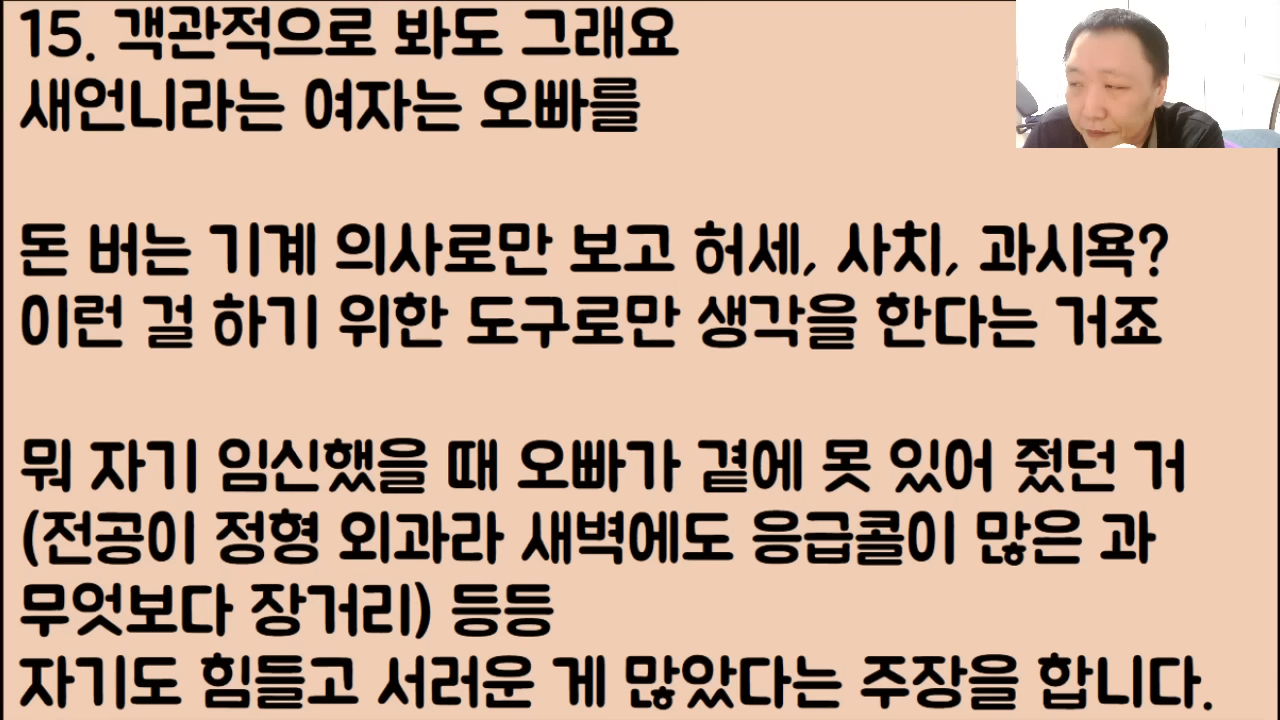 15. 객관적으로 봐도 그래요
새언니라는 여자는 오빠를
돈 버는 기계 의사로만 보고 허세, 사치, 과시욕?
이런 걸 하기 위한 도구로만 생각을 한다는 거죠
뭐 자기 임신했을 때 오빠가 곁에 못 있어 줬던 거
(전공이 정형 외과라 새벽에도 응급콜이 많은 과
무엇보다 장거리) 등등
자기도 힘들고 서러운 게 많았다는 주장을 합니다.